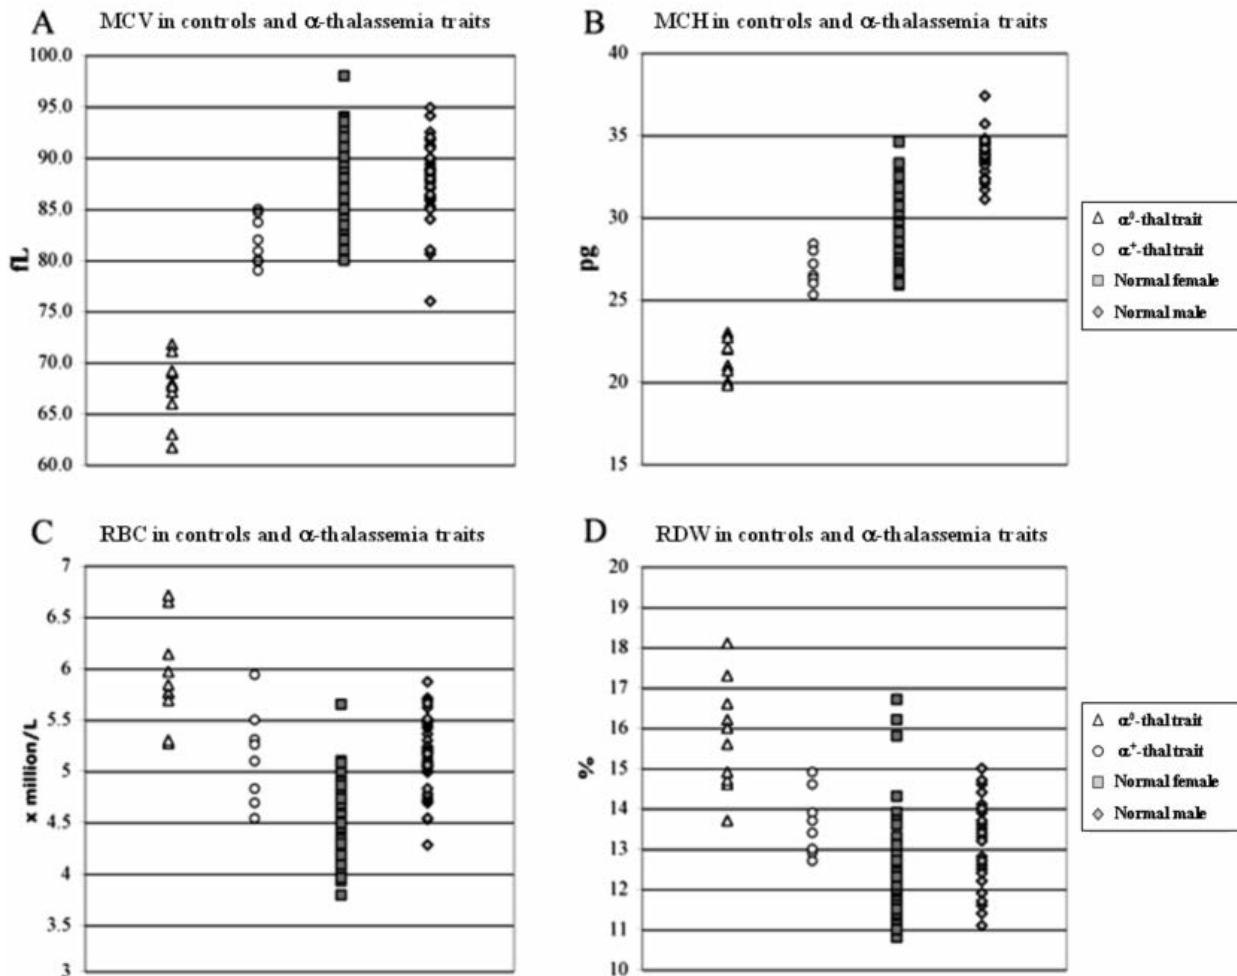 A MCV in controls and α-thalassemia traits
100.0
95.0
90.0
85.0
80.0
75.0
70.0
65.0
60.0
fL
B MCH in controls and α-thalassemia traits
40
35
30
25
20
15
pg
△ α⁰-thal trait
○ α⁺-thal trait
Normal female
Normal male
C RBC in controls and α-thalassemia traits
7
6.5
6
5.5
5
4.5
4
3.5
3
x million/L
D RDW in controls and α-thalassemia traits
20
19
18
17
16
15
14
13
12
11
10
%
α⁰-thal trait
α⁺-thal trait
Normal female
Normal male